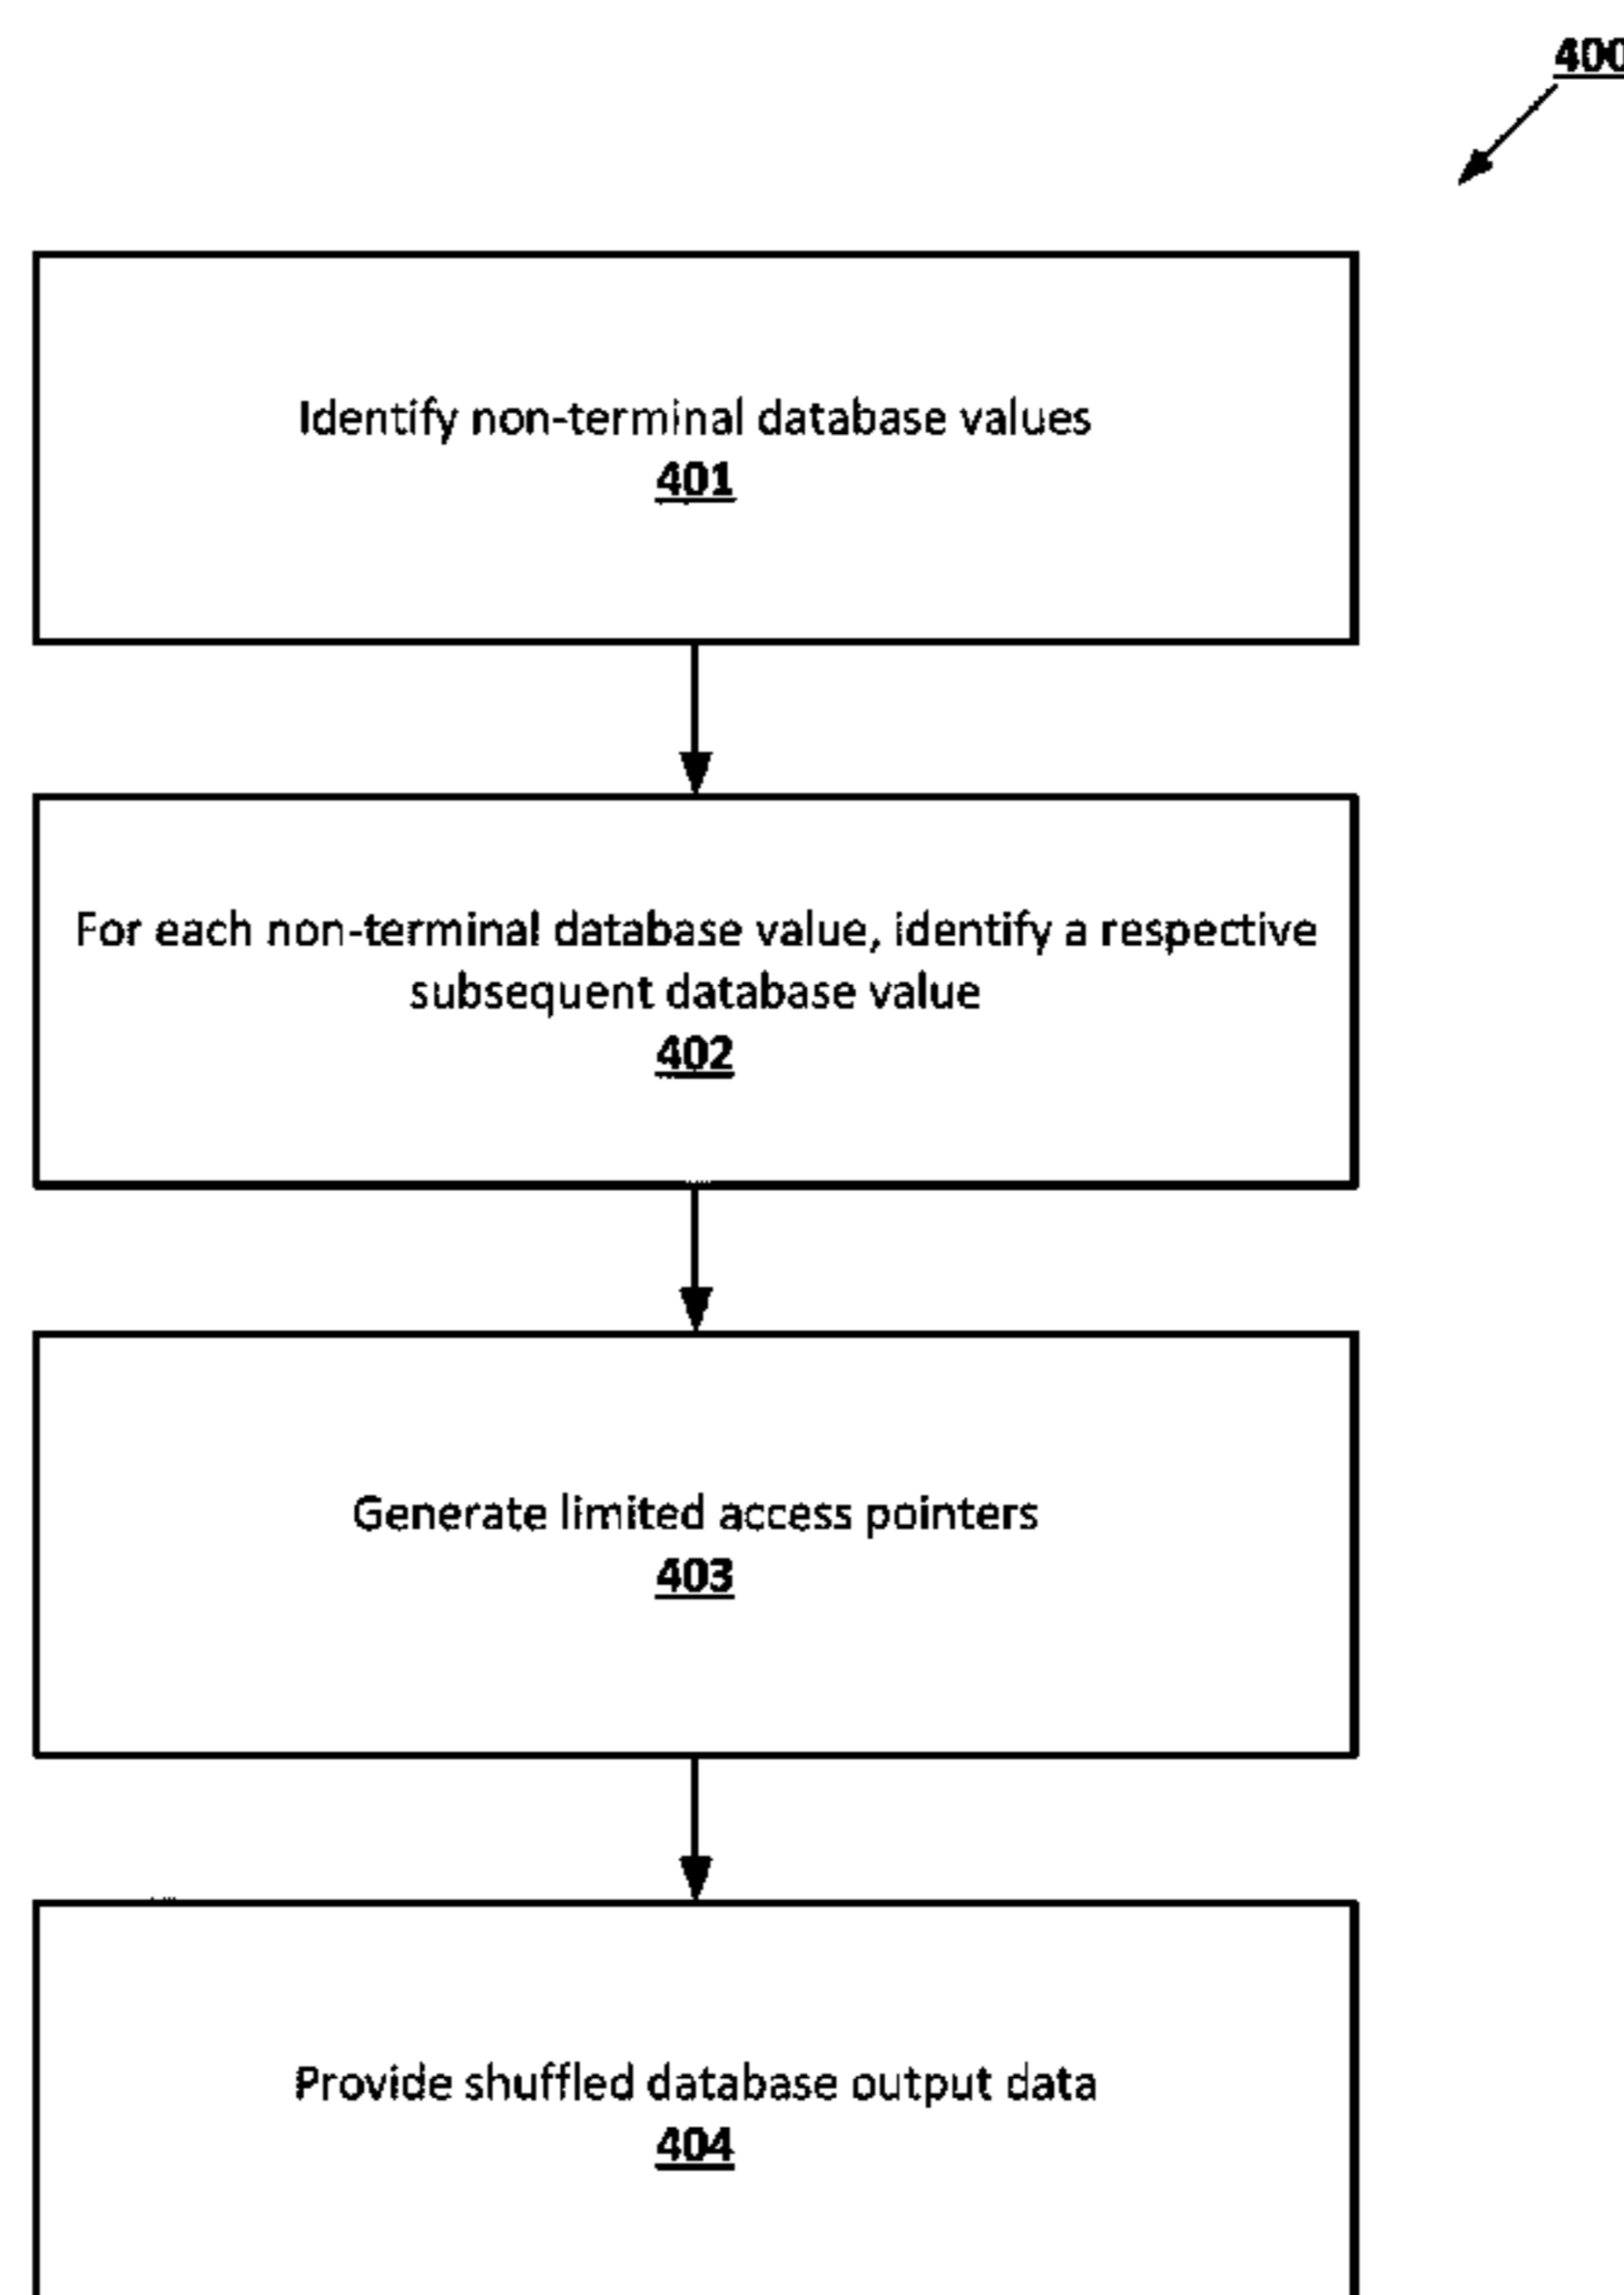 400
Identify non-terminal database values
401
For each non-terminal database value, identify a respective
subsequent database value
402
Generate limited access pointers
403
Provide shuffled database output data
404